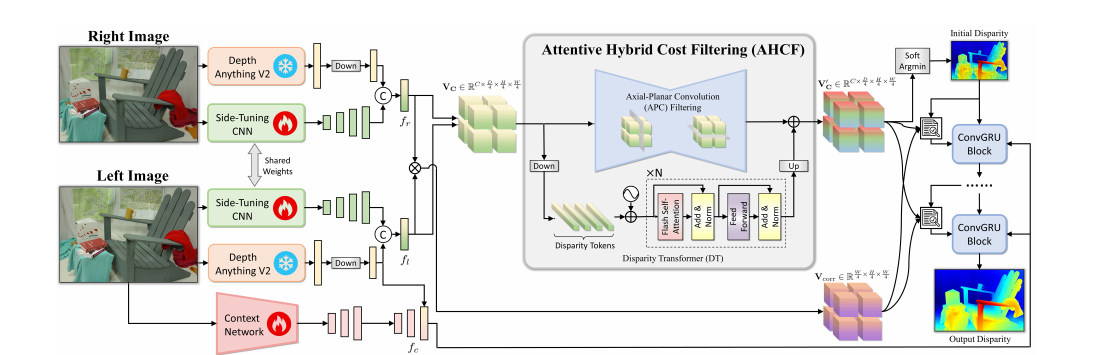 Right Image
Depth
Anything V2
Down
Side-Tuning
CNN
C
f_r
Shared
Weights
Left Image
Side-Tuning
CNN
C
f_l
Depth
Anything V2
Down
Context
Network
f_c
V_C ∈ ℝ^{C×D/4×H/4×W/4}
Attentive Hybrid Cost Filtering (AHCF)
Axial-Planar Convolution
(APC) Filtering
Down
Up
×N
Flash Self-
Attention
Add &
Norm
Feed
Forward
Add &
Norm
Disparity Tokens
Disparity Transformer (DT)
V'_C ∈ ℝ^{C×D/4×H/4×W/4}
V_corr ∈ ℝ^{W/4×H/4×W/4}
Soft
Argmin
Initial Disparity
ConvGRU
Block
......
ConvGRU
Block
Output Disparity